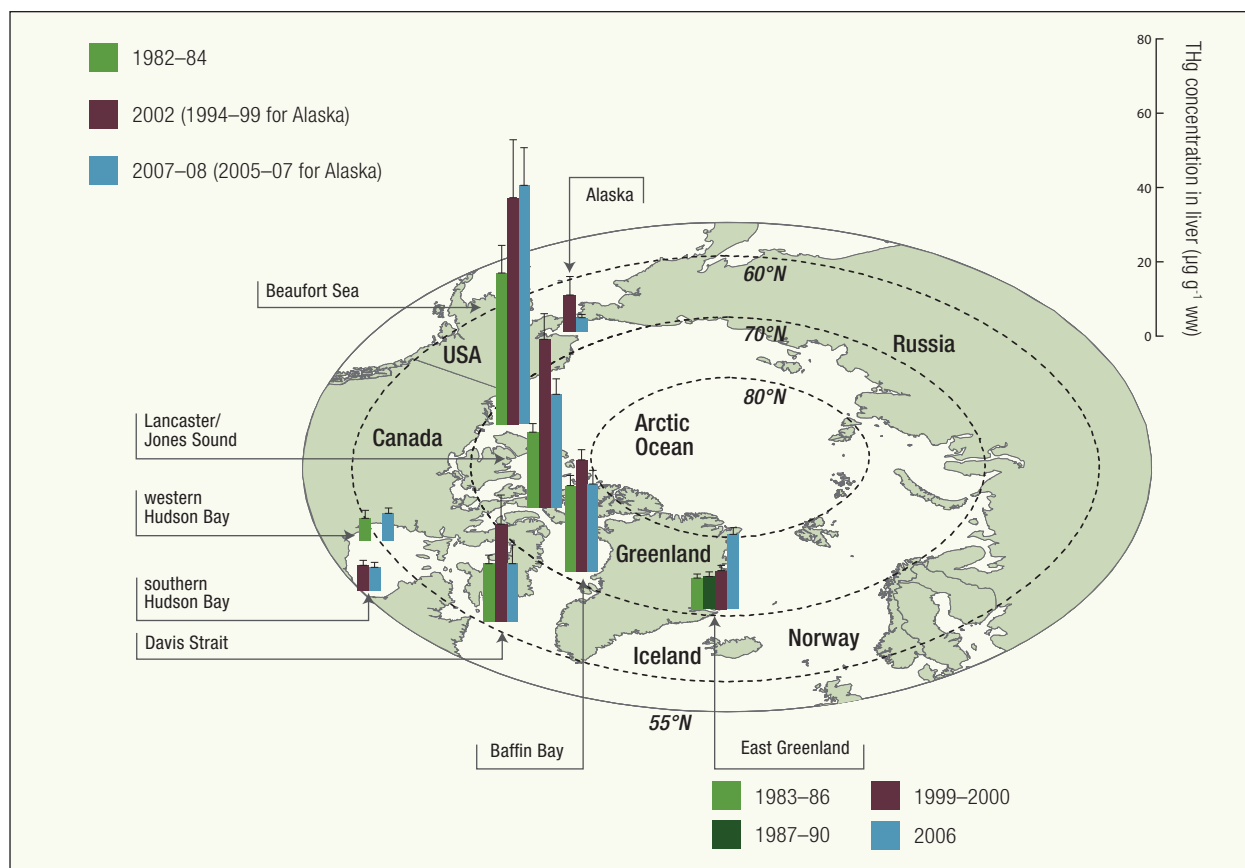 1982–84
2002 (1994–99 for Alaska)
2007–08 (2005–07 for Alaska)
80
60
40
20
0
THg concentration in liver (µg g⁻¹ ww)
Alaska
Beaufort Sea
60°N
70°N
80°N
USA
Russia
Lancaster/
Jones Sound
Canada
Arctic
Ocean
western
Hudson Bay
Greenland
southern
Hudson Bay
Davis Strait
Norway
Iceland
55°N
Baffin Bay
East Greenland
1983–86
1999–2000
1987–90
2006